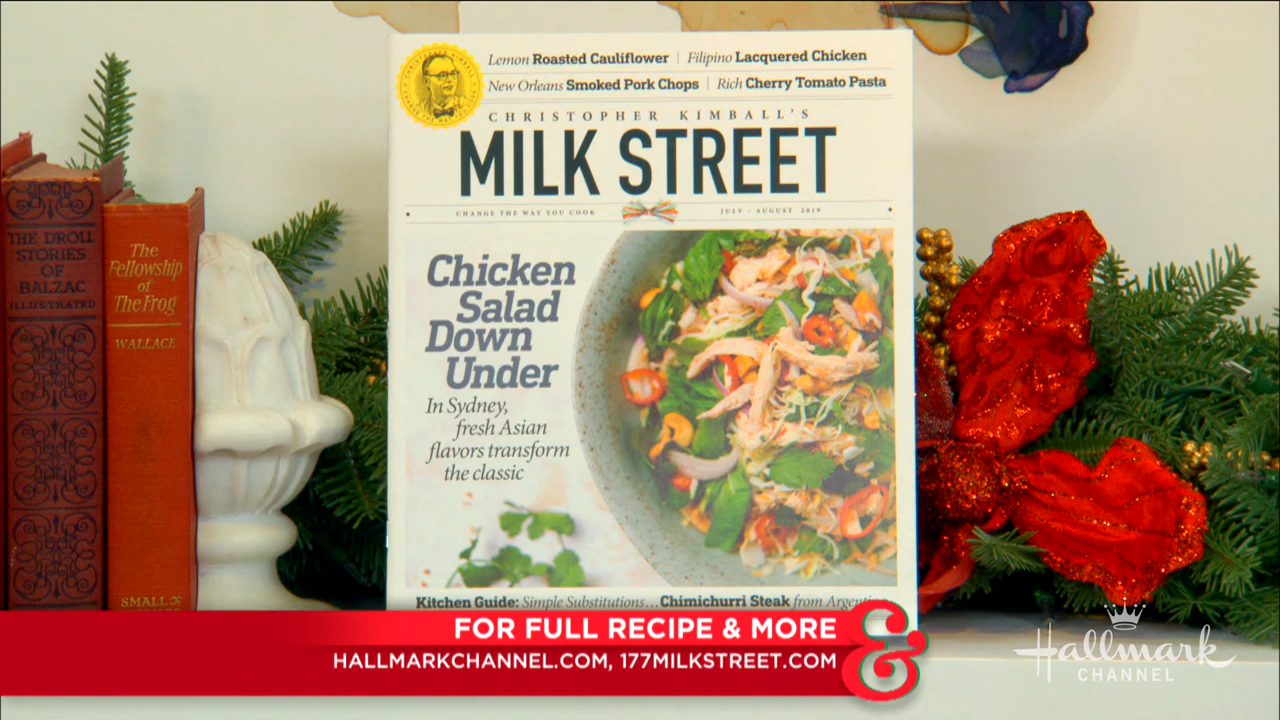 Lemon Roasted Cauliflower | Filipino Lacquered Chicken
New Orleans Smoked Pork Chops | Rich Cherry Tomato Pasta
CHRISTOPHER KIMBALL'S
MILK STREET
CHANGE THE WAY YOU COOK
JULY - AUGUST 2019
THE DROLL
STORIES
OF
BALZAC
ILLUSTRATED
The
Fellowship
of
The Frog
WALLACE
SMALL
Chicken
Salad
Down
Under
In Sydney,
fresh Asian
flavors transform
the classic
Kitchen Guide: Simple Substitutions... Chimichurri Steak from
FOR FULL RECIPE & MORE
HALLMARKCHANNEL.COM, 177MILKSTREET.COM
&
Hallmark
CHANNEL